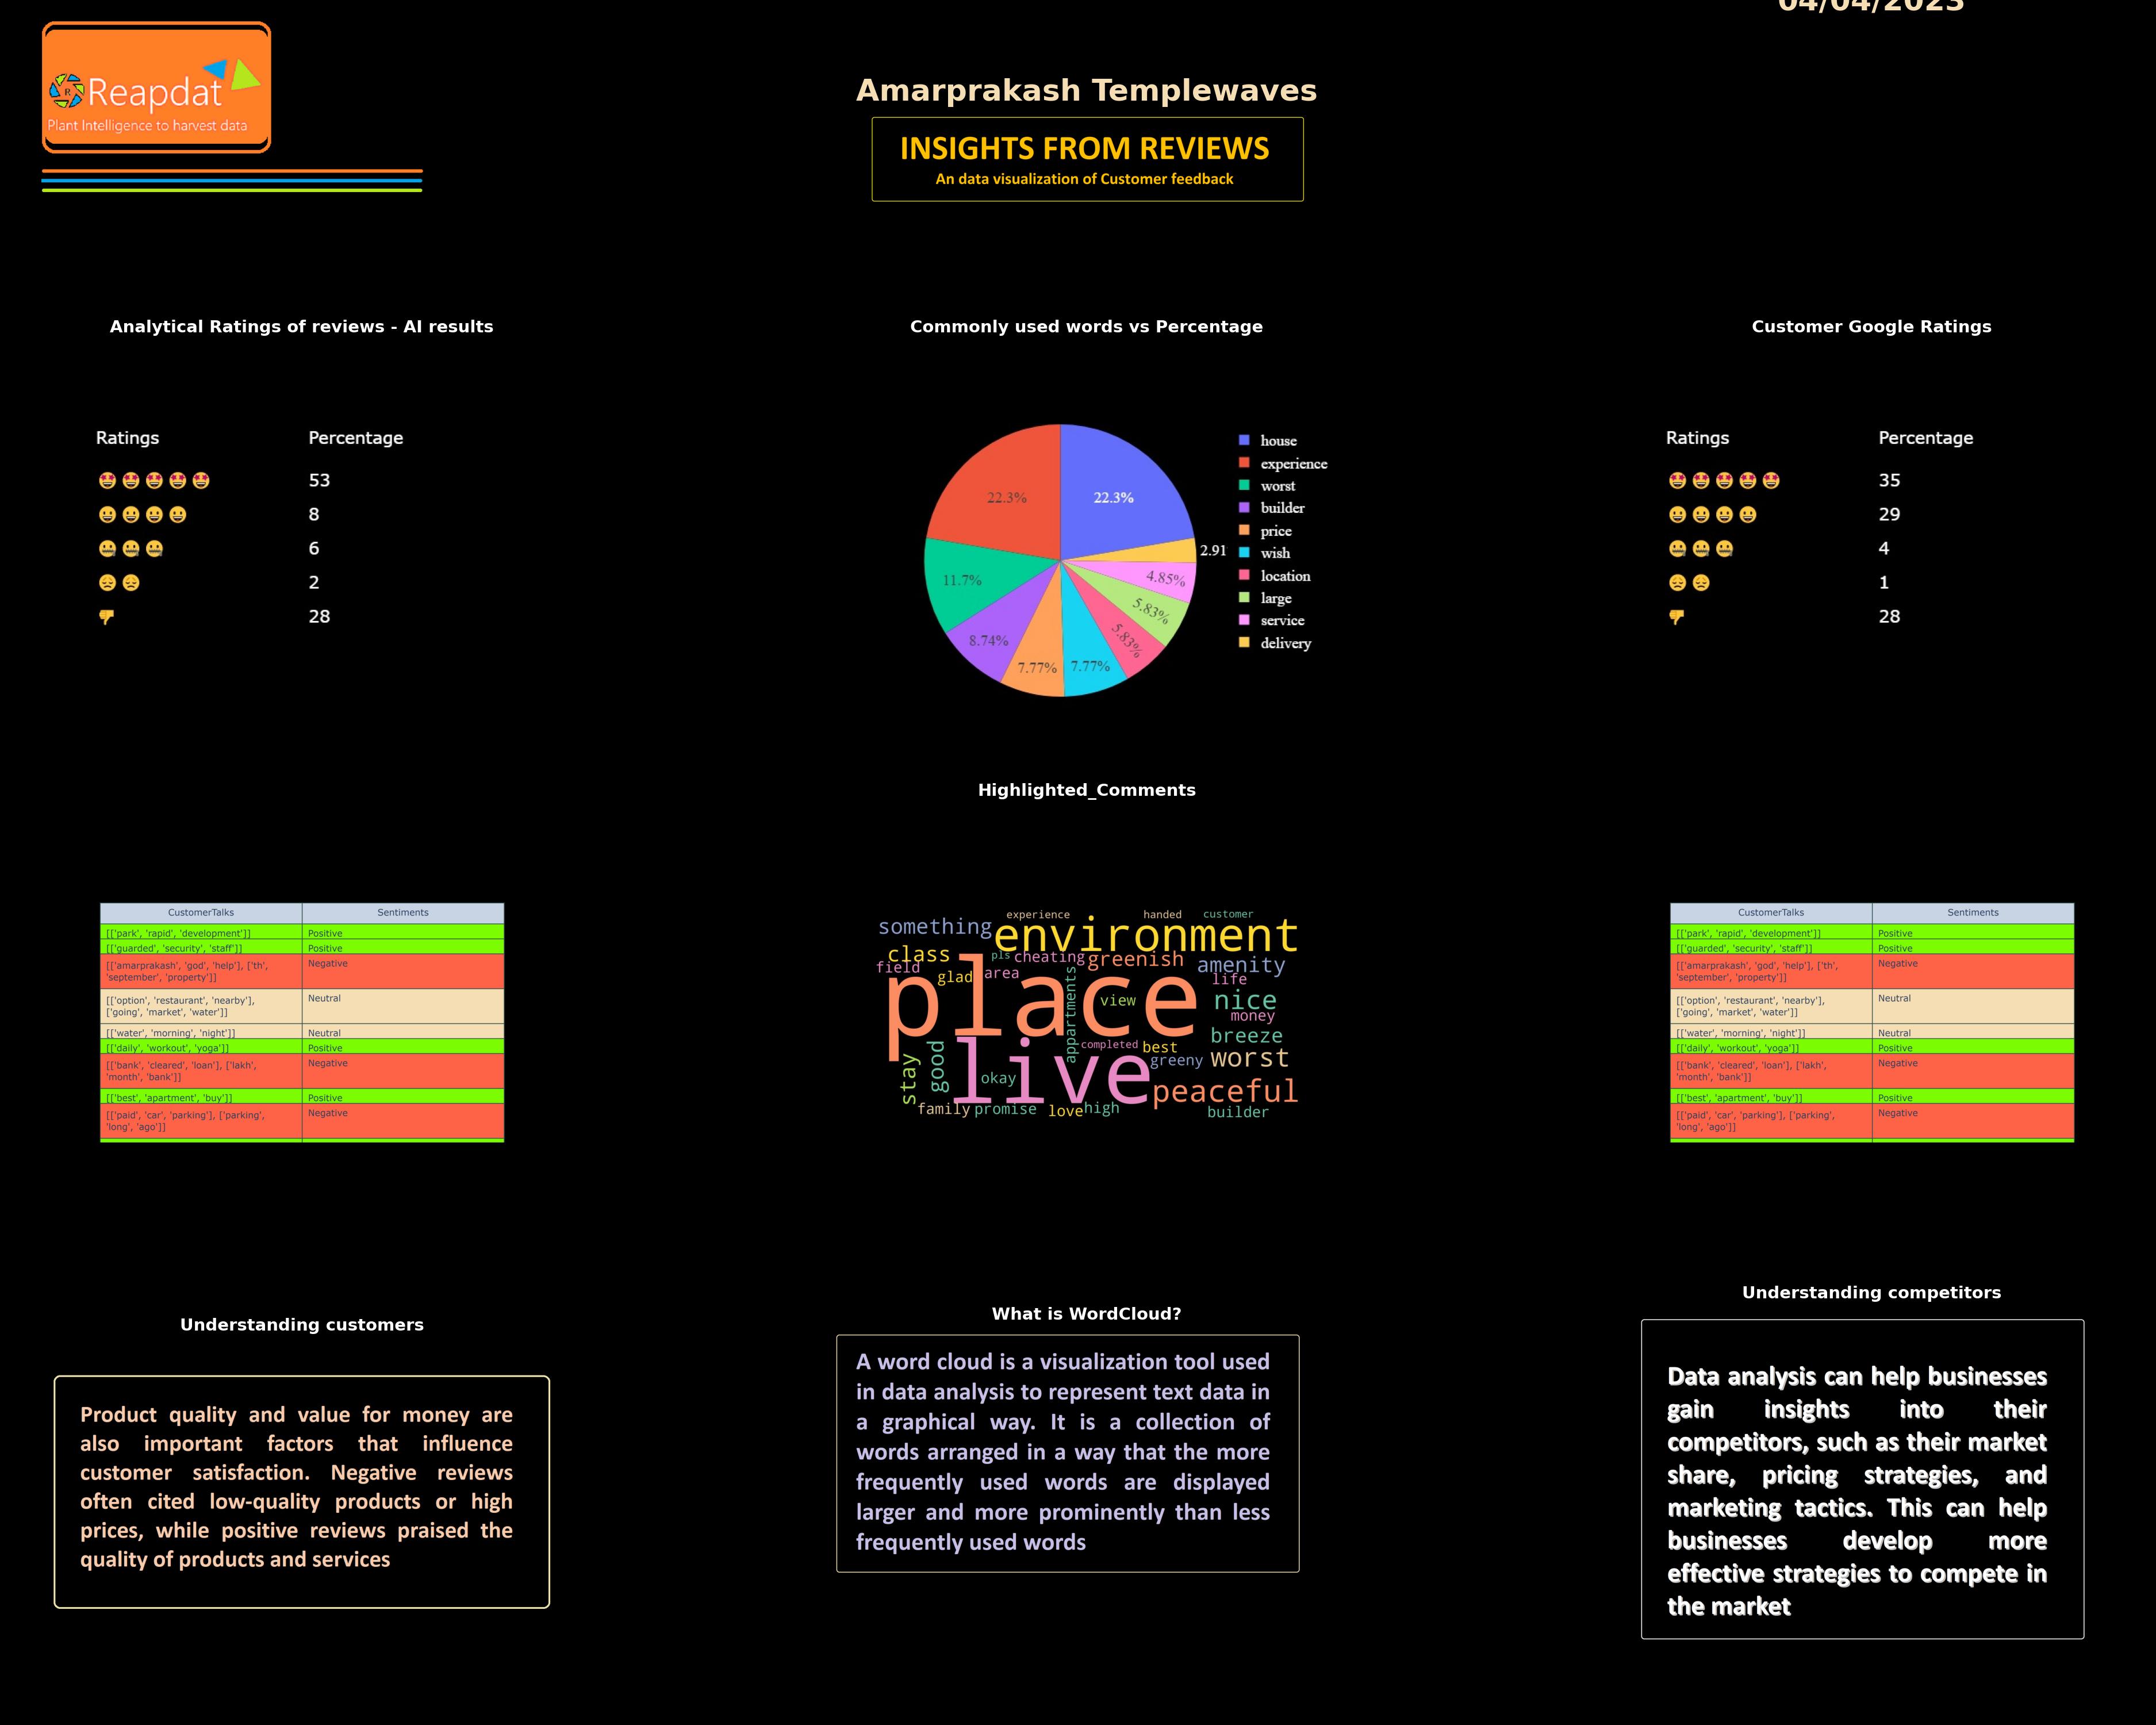 04/04/2023
R
Reapdat
Plant Intelligence to harvest data
Amarprakash Templewaves
INSIGHTS FROM REVIEWS
An data visualization of Customer feedback
Analytical Ratings of reviews - AI results
Ratings Percentage
53
8
6
2
28
Commonly used words vs Percentage
22.3%
22.3%
2.91
11.7%
4.85%
5.83%
5.83%
8.74%
7.77%
7.77%
house
experience
worst
builder
price
wish
location
large
service
delivery
Customer Google Ratings
Ratings Percentage
35
29
4
1
28
Highlighted_Comments
CustomerTalks Sentiments
[['park', 'rapid', 'development']] Positive
[['guarded', 'security', 'staff']] Positive
[['amarprakash', 'god', 'help'], ['th', Negative
'september', 'property']]
[['option', 'restaurant', 'nearby'], Neutral
['going', 'market', 'water']]
[['water', 'morning', 'night']] Neutral
[['daily', 'workout', 'yoga']] Positive
[['bank', 'cleared', 'loan'], ['lakh', Negative
'month', 'bank']]
[['best', 'apartment', 'buy']] Positive
[['paid', 'car', 'parking'], ['parking', Negative
'long', 'ago']]
experience
handed
customer
something
environment
class
pls
cheating
greenish
amenity
field
glad
area
life
place
appartments
view
nice
money
breeze
completed
best
greeny
worst
stay
good
live
okay
peaceful
family
promise
love
high
builder
CustomerTalks Sentiments
[['park', 'rapid', 'development']] Positive
[['guarded', 'security', 'staff']] Positive
[['amarprakash', 'god', 'help'], ['th', Negative
'september', 'property']]
[['option', 'restaurant', 'nearby'], Neutral
['going', 'market', 'water']]
[['water', 'morning', 'night']] Neutral
[['daily', 'workout', 'yoga']] Positive
[['bank', 'cleared', 'loan'], ['lakh', Negative
'month', 'bank']]
[['best', 'apartment', 'buy']] Positive
[['paid', 'car', 'parking'], ['parking', Negative
'long', 'ago']]
Understanding customers
Product quality and value for money are
also important factors that influence
customer satisfaction. Negative reviews
often cited low-quality products or high
prices, while positive reviews praised the
quality of products and services
What is WordCloud?
A word cloud is a visualization tool used
in data analysis to represent text data in
a graphical way. It is a collection of
words arranged in a way that the more
frequently used words are displayed
larger and more prominently than less
frequently used words
Understanding competitors
Data analysis can help businesses
gain insights into their
competitors, such as their market
share, pricing strategies, and
marketing tactics. This can help
businesses develop more
effective strategies to compete in
the market